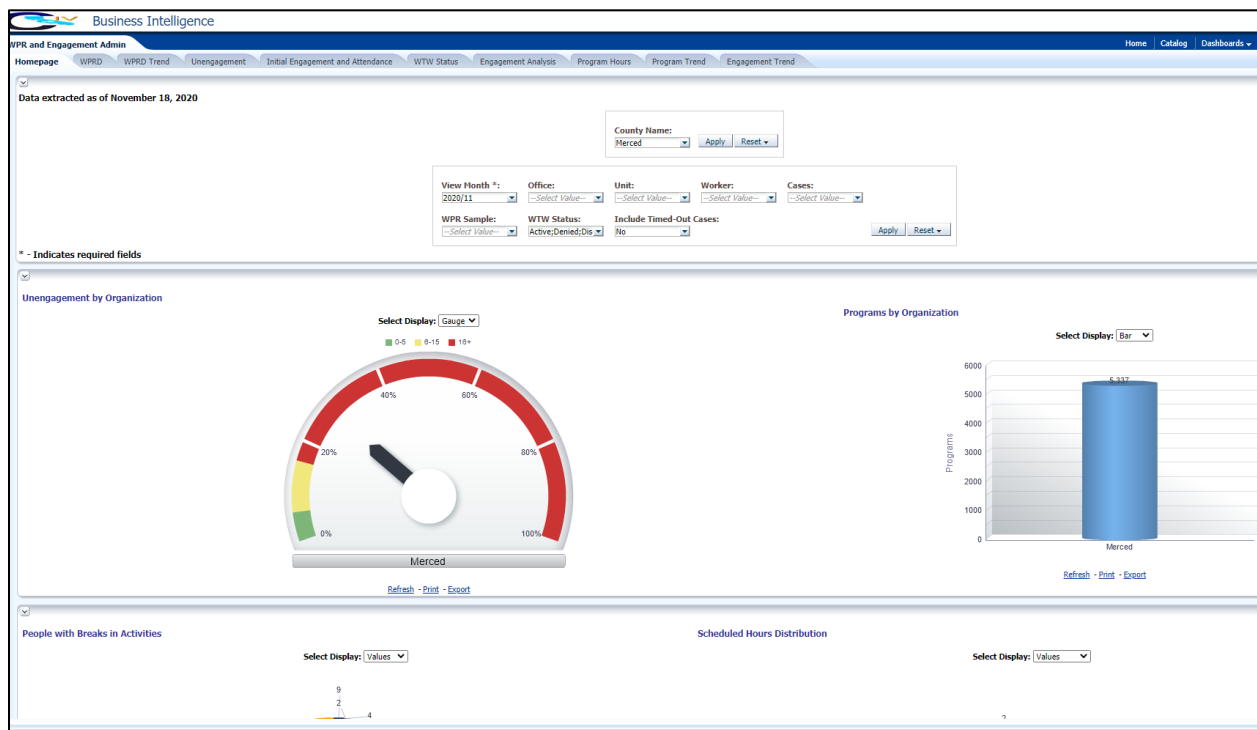 Business Intelligence
WPR and Engagement Admin
Home Catalog Dashboards
Homepage WPRD WPRD Trend Unengagement Initial Engagement and Attendance WTW Status Engagement Analysis Program Hours Program Trend Engagement Trend
Data extracted as of November 18, 2020
County Name:
Merced Apply Reset
View Month *: Office: Unit: Worker: Cases:
2020/11 --Select Value-- --Select Value-- --Select Value-- --Select Value--
WPR Sample: WTW Status: Include Timed-Out Cases:
--Select Value-- Active;Denied;Dis No Apply Reset
* - Indicates required fields
Unengagement by Organization
Select Display: Gauge
0-5 6-15 16+
0%
20%
40%
60%
80%
100%
Merced
Refresh - Print - Export
Programs by Organization
Select Display: Bar
Programs
6000
5000
4000
3000
2000
1000
0
5,337
Merced
Refresh - Print - Export
People with Breaks in Activities
Select Display: Values
9
2
4
Scheduled Hours Distribution
Select Display: Values